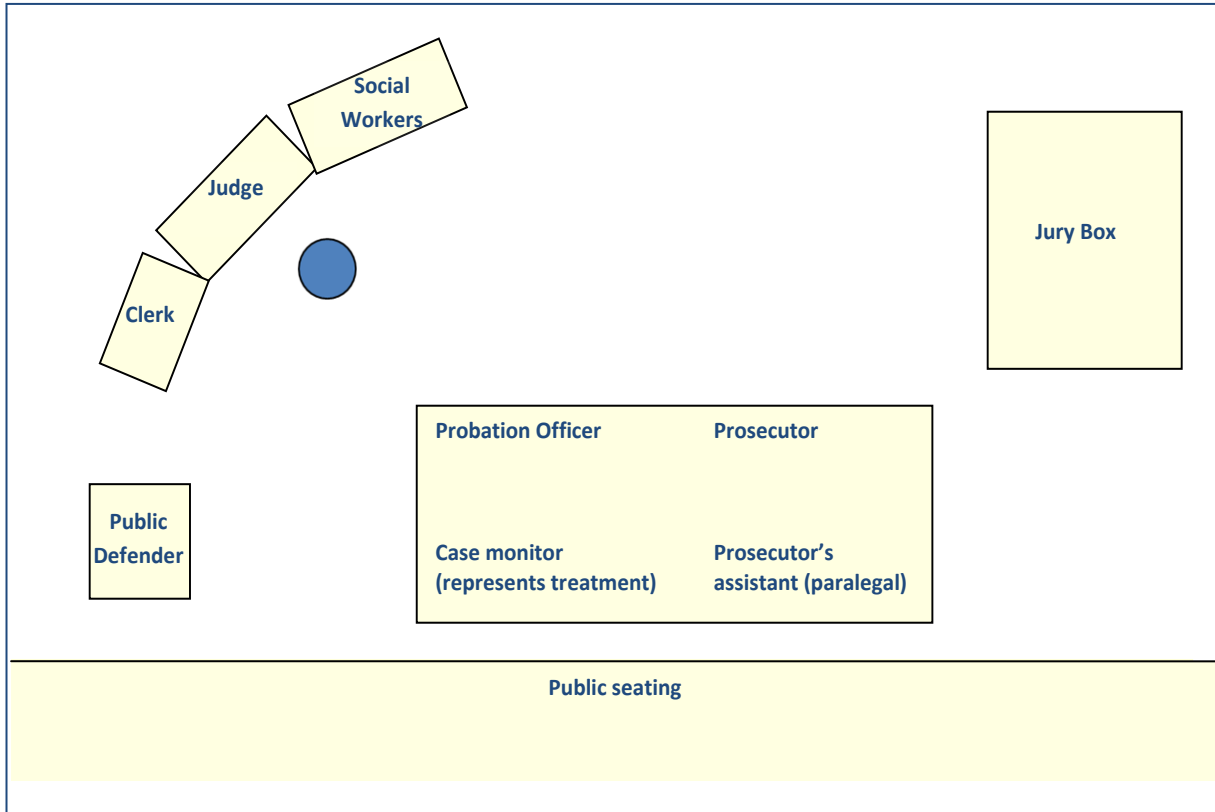 Social
Workers
Judge
Jury Box
Clerk
Probation Officer
Prosecutor
Public
Defender
Case monitor
(represents treatment)
Prosecutor’s
assistant (paralegal)
Public seating